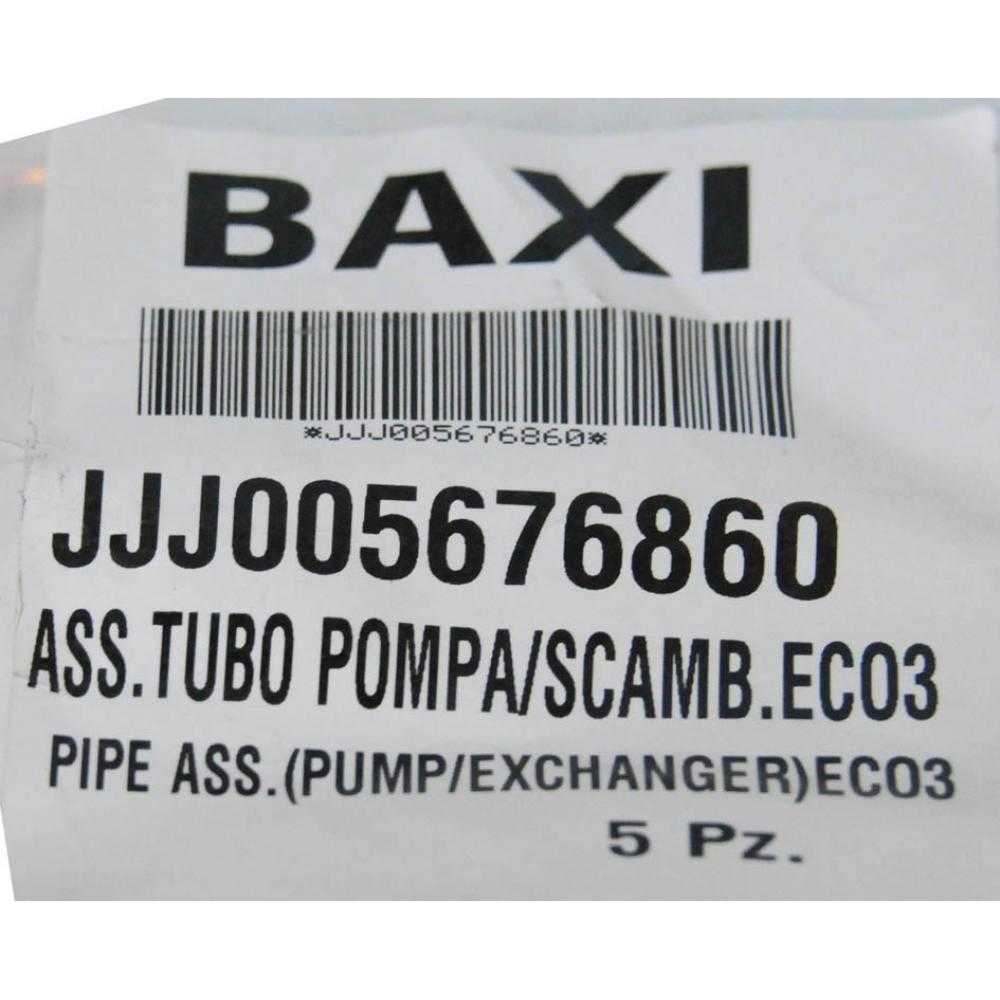 BAXI
*JJJ005676860*
JJJ005676860
ASS.TUBO POMPA/SCAMB.ECO3
PIPE ASS.(PUMP/EXCHANGER)ECO3
5 Pz.